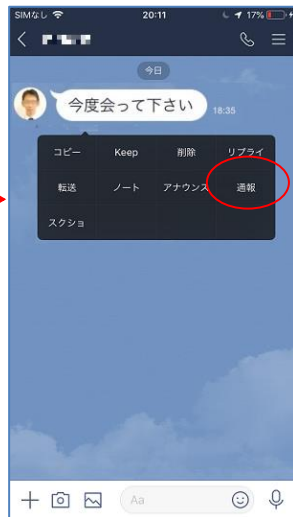 SIMなし 20:11 17%
今日
今度会って下さい 18:35
コピー Keep 削除 リプライ
転送 ノート アナウンス 通報
スクショ
Aa